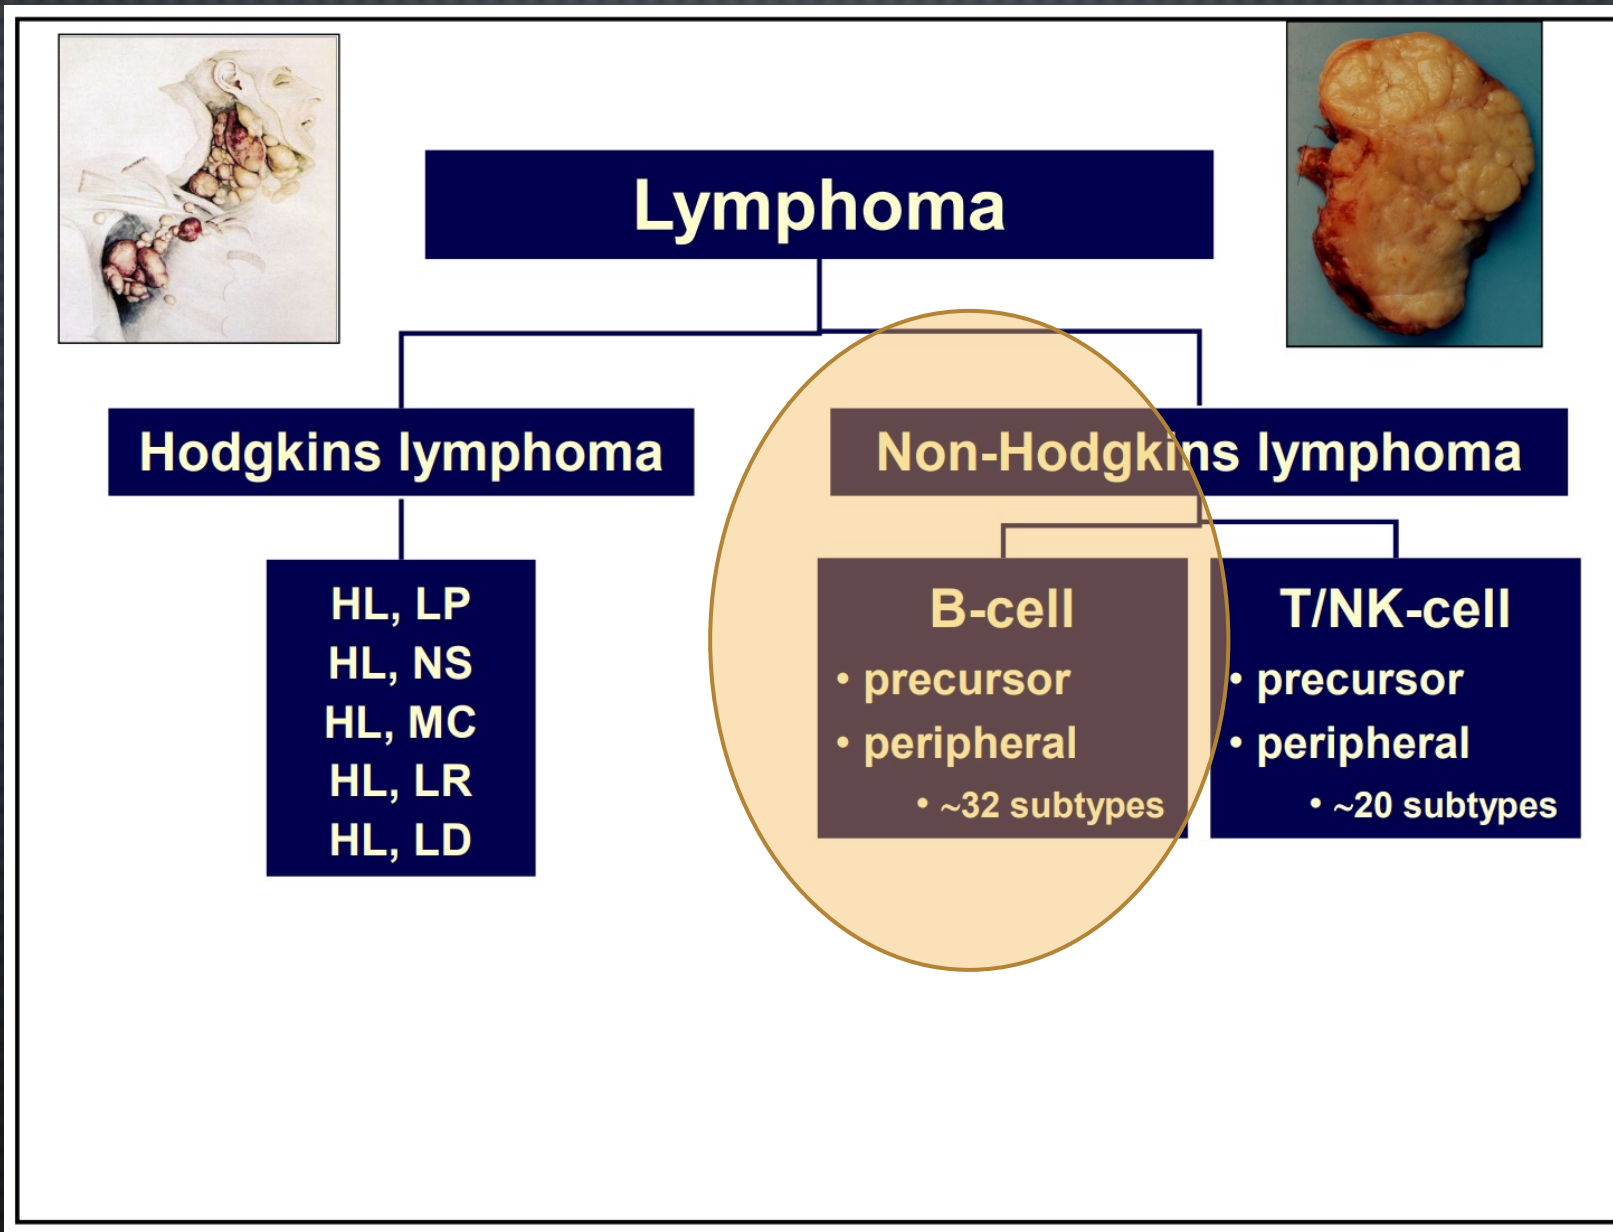 Lymphoma
Hodgkins lymphoma
Non-Hodgkins lymphoma
HL, LP
HL, NS
HL, MC
HL, LR
HL, LD
B-cell
• precursor
• peripheral
• ~32 subtypes
T/NK-cell
• precursor
• peripheral
• ~20 subtypes